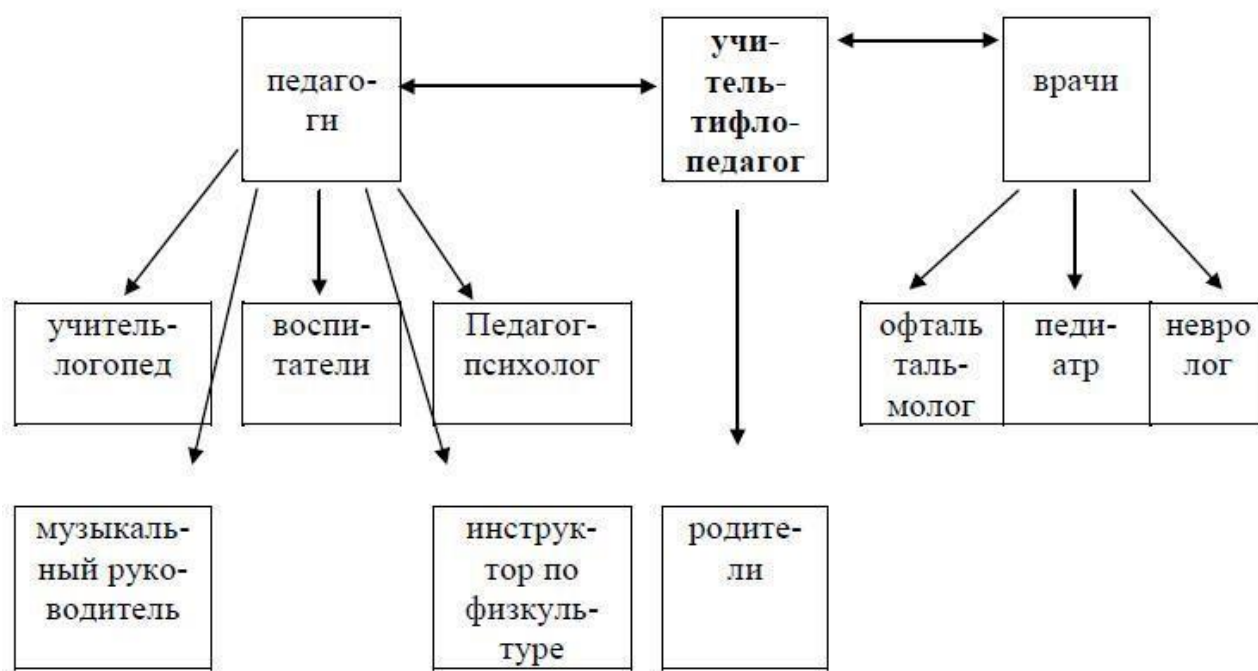 педаго-
ги
учи-
тель-
тифло-
педагог
врачи
учитель-
логопед
воспи-
татели
Педагог-
психолог
офталь
таль-
молог
педи-
атр
невро
лог
музыкаль-
ный руко-
водитель
инструк-
тор по
физкуль-
туре
родите-
ли